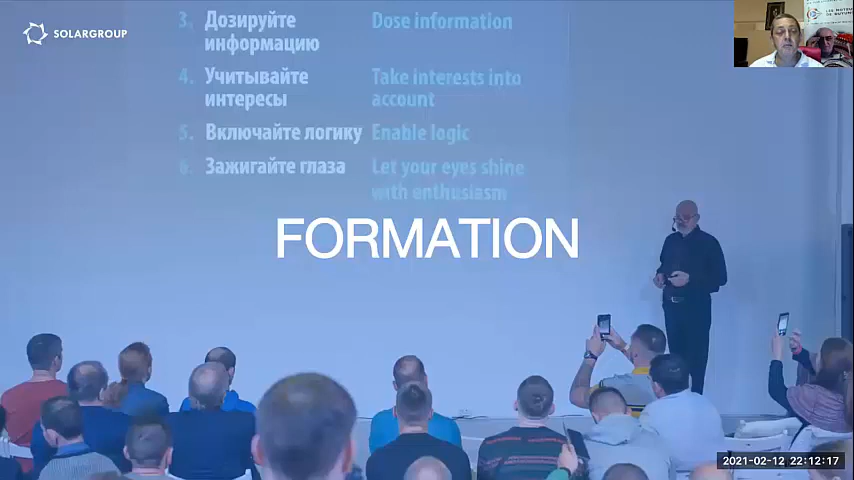 SOLARGROUP
3. Дозируйте
информацию
Dose information
4. Учитывайте
интересы
Take interests into
account
5. Включайте логику
Enable logic
6. Зажигайте глаза
Let your eyes shine
with enthusiasm
FORMATION
2021-02-12 22:12:17